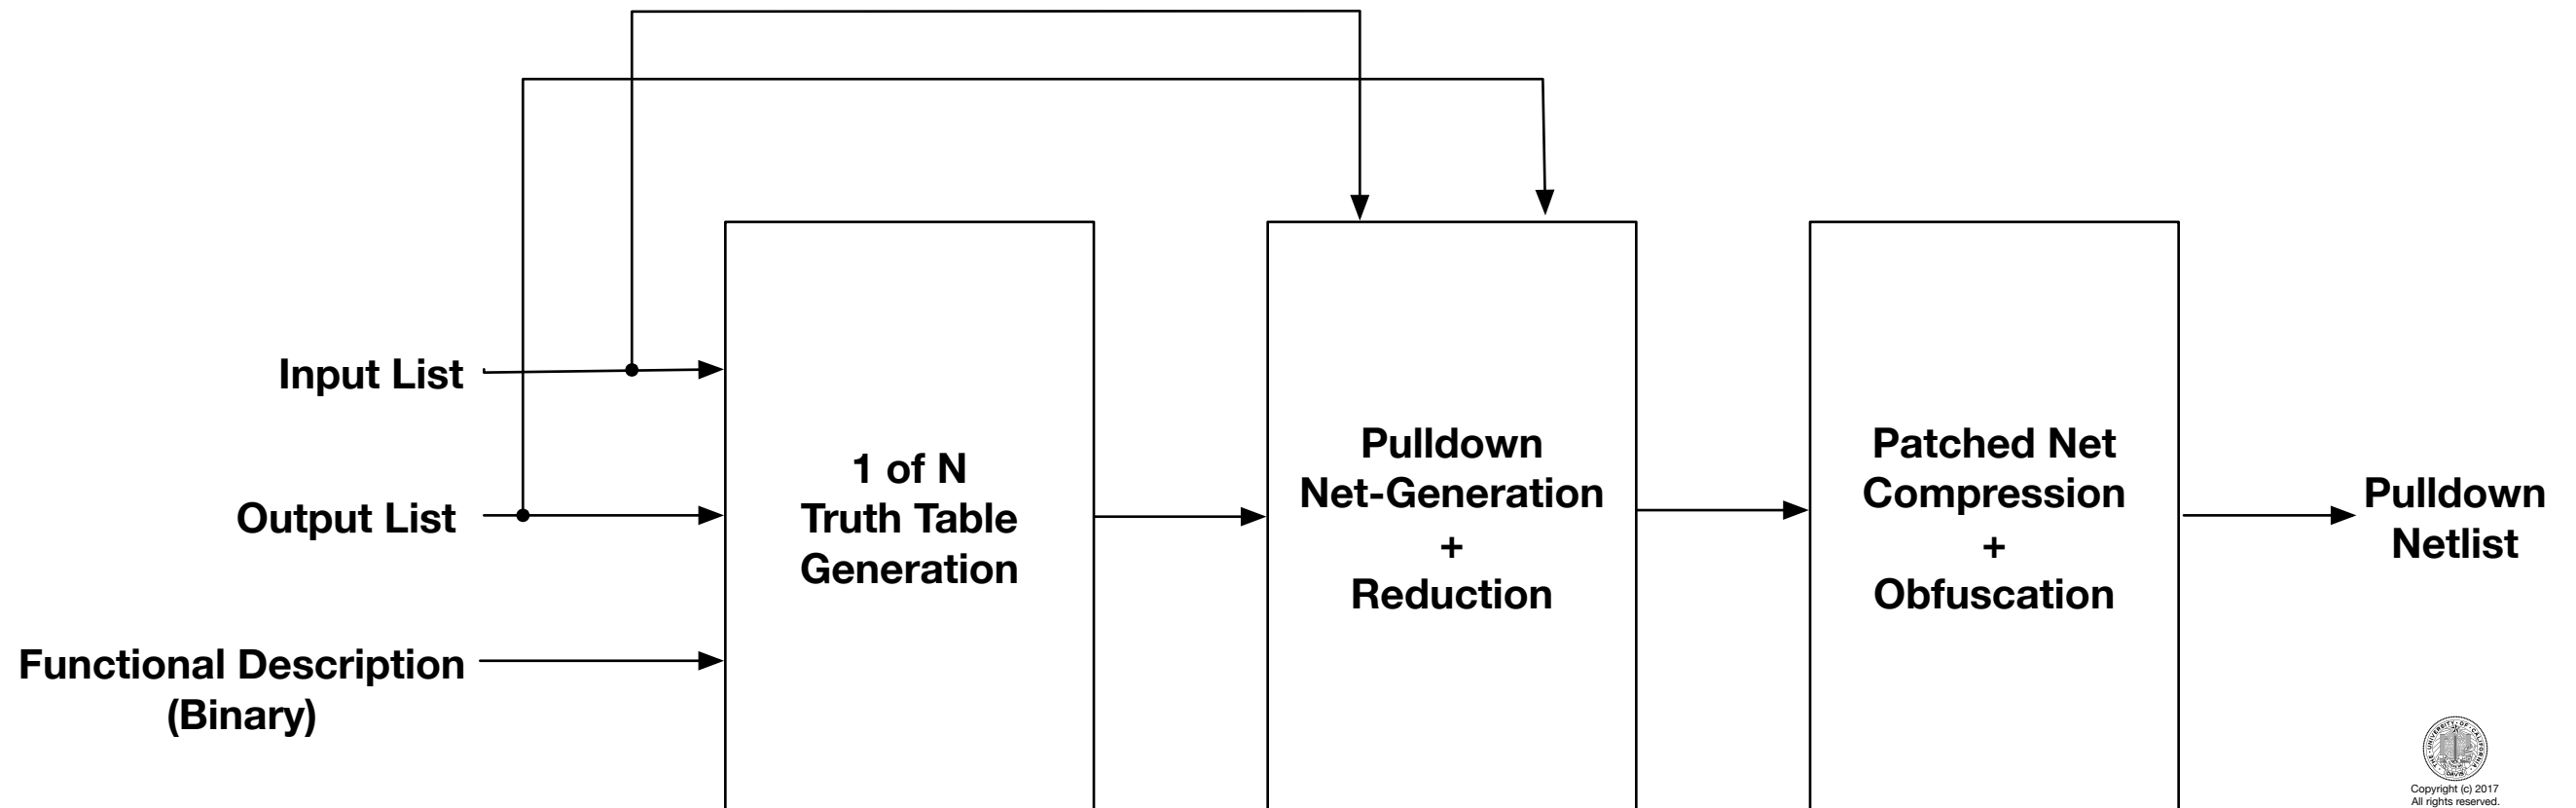 Input List
Output List
Functional Description
(Binary)
1 of N
Truth Table
Generation
Pulldown
Net-Generation
+
Reduction
Patched Net
Compression
+
Obfuscation
Pulldown
Netlist
Copyright (c) 2017
All rights reserved.